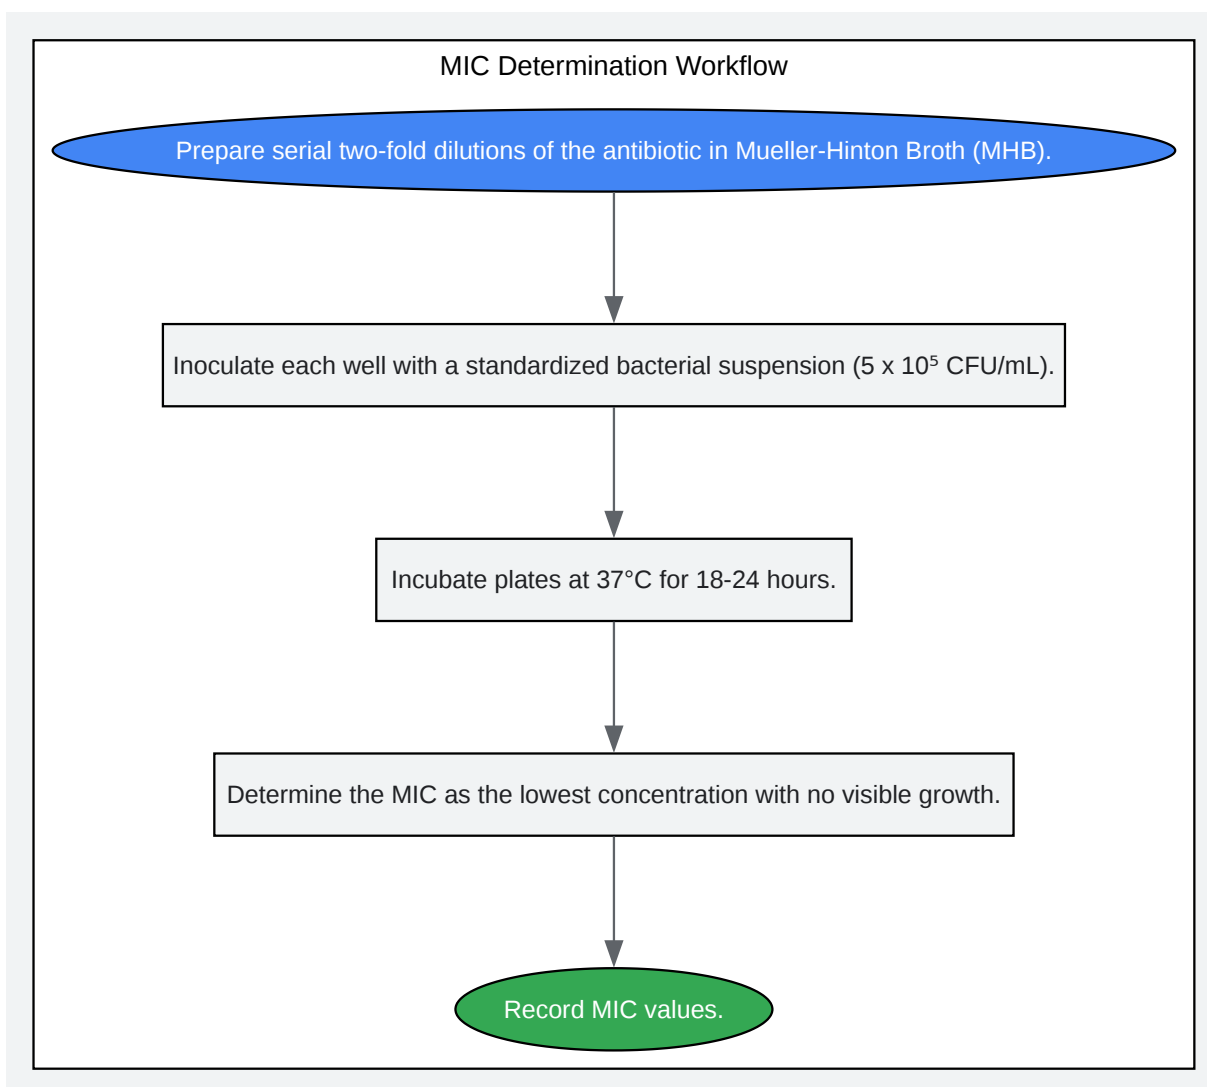 MIC Determination Workflow
Prepare serial two-fold dilutions of the antibiotic in Mueller-Hinton Broth (MHB).
Inoculate each well with a standardized bacterial suspension (5 x 10⁵ CFU/mL).
Incubate plates at 37°C for 18-24 hours.
Determine the MIC as the lowest concentration with no visible growth.
Record MIC values.